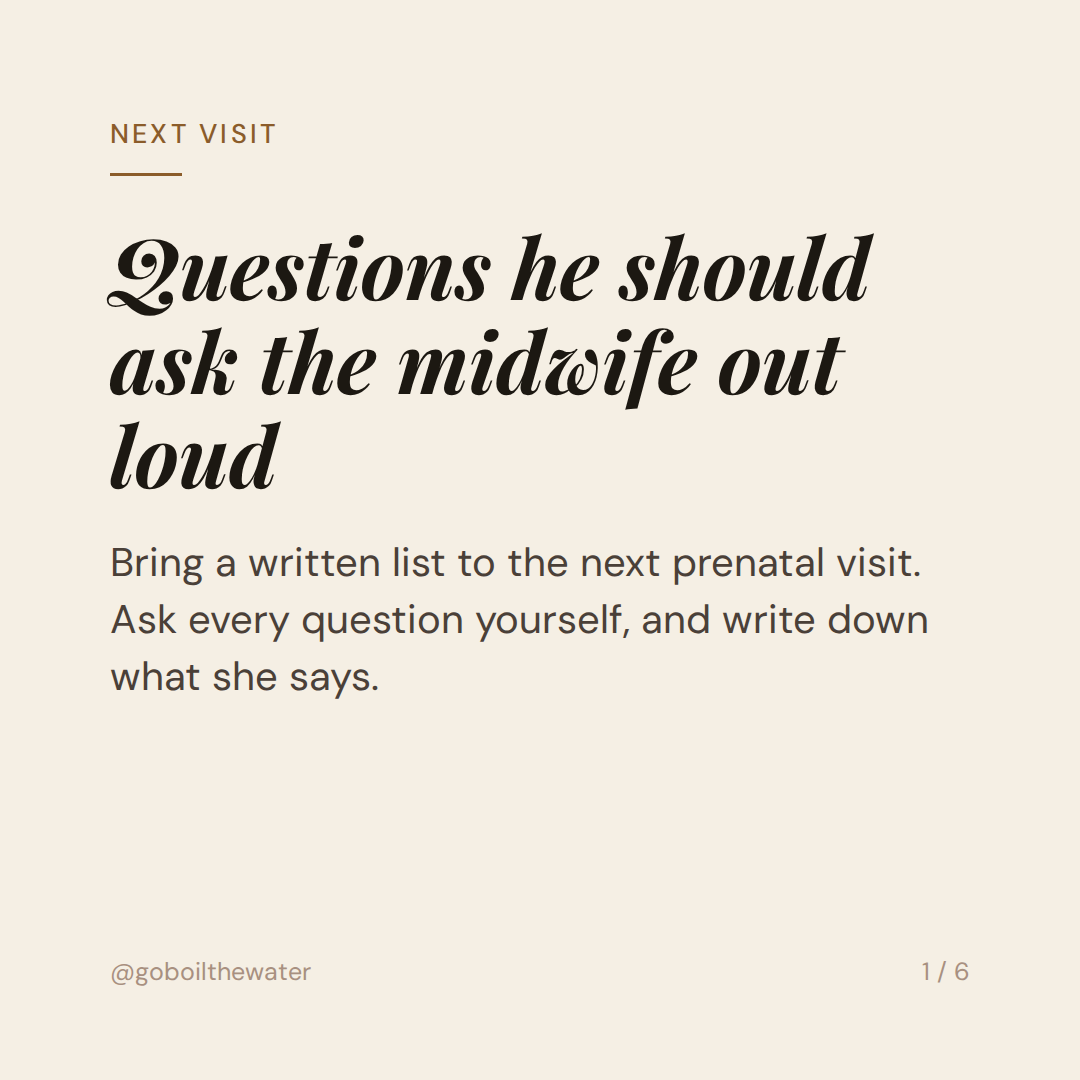 NEXT VISIT
Questions he should
ask the midwife out
loud
Bring a written list to the next prenatal visit.
Ask every question yourself, and write down
what she says.
@goboilthewater
1 / 6